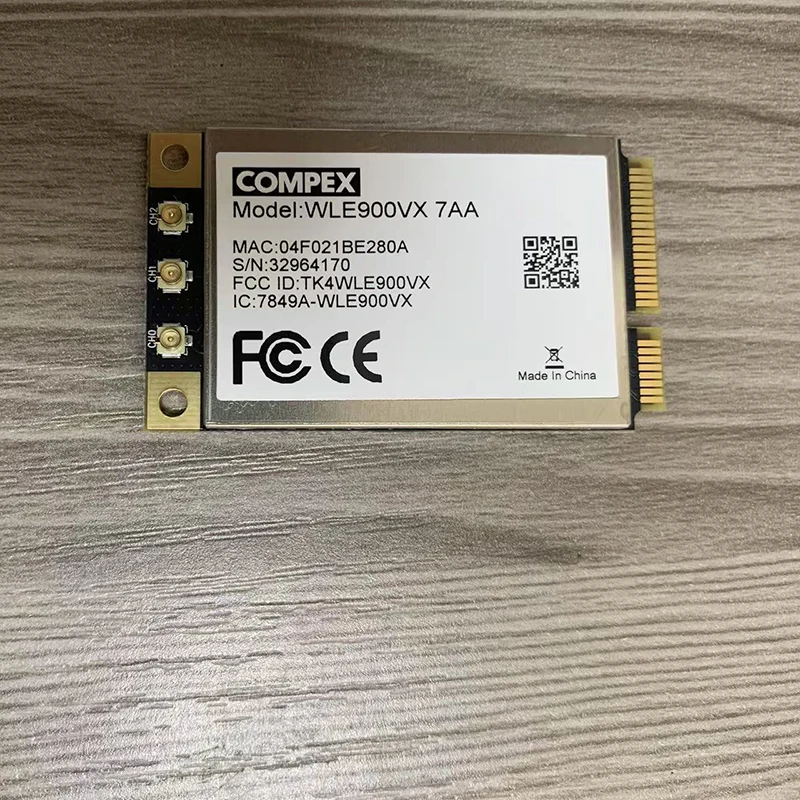 COMPEX
Model:WLE900VX 7AA
MAC:04F021BE280A
S/N:32964170
FCC ID:TK4WLE900VX
IC:7849A-WLE900VX
FC CE
Made In China
CH2
CH1
CH0